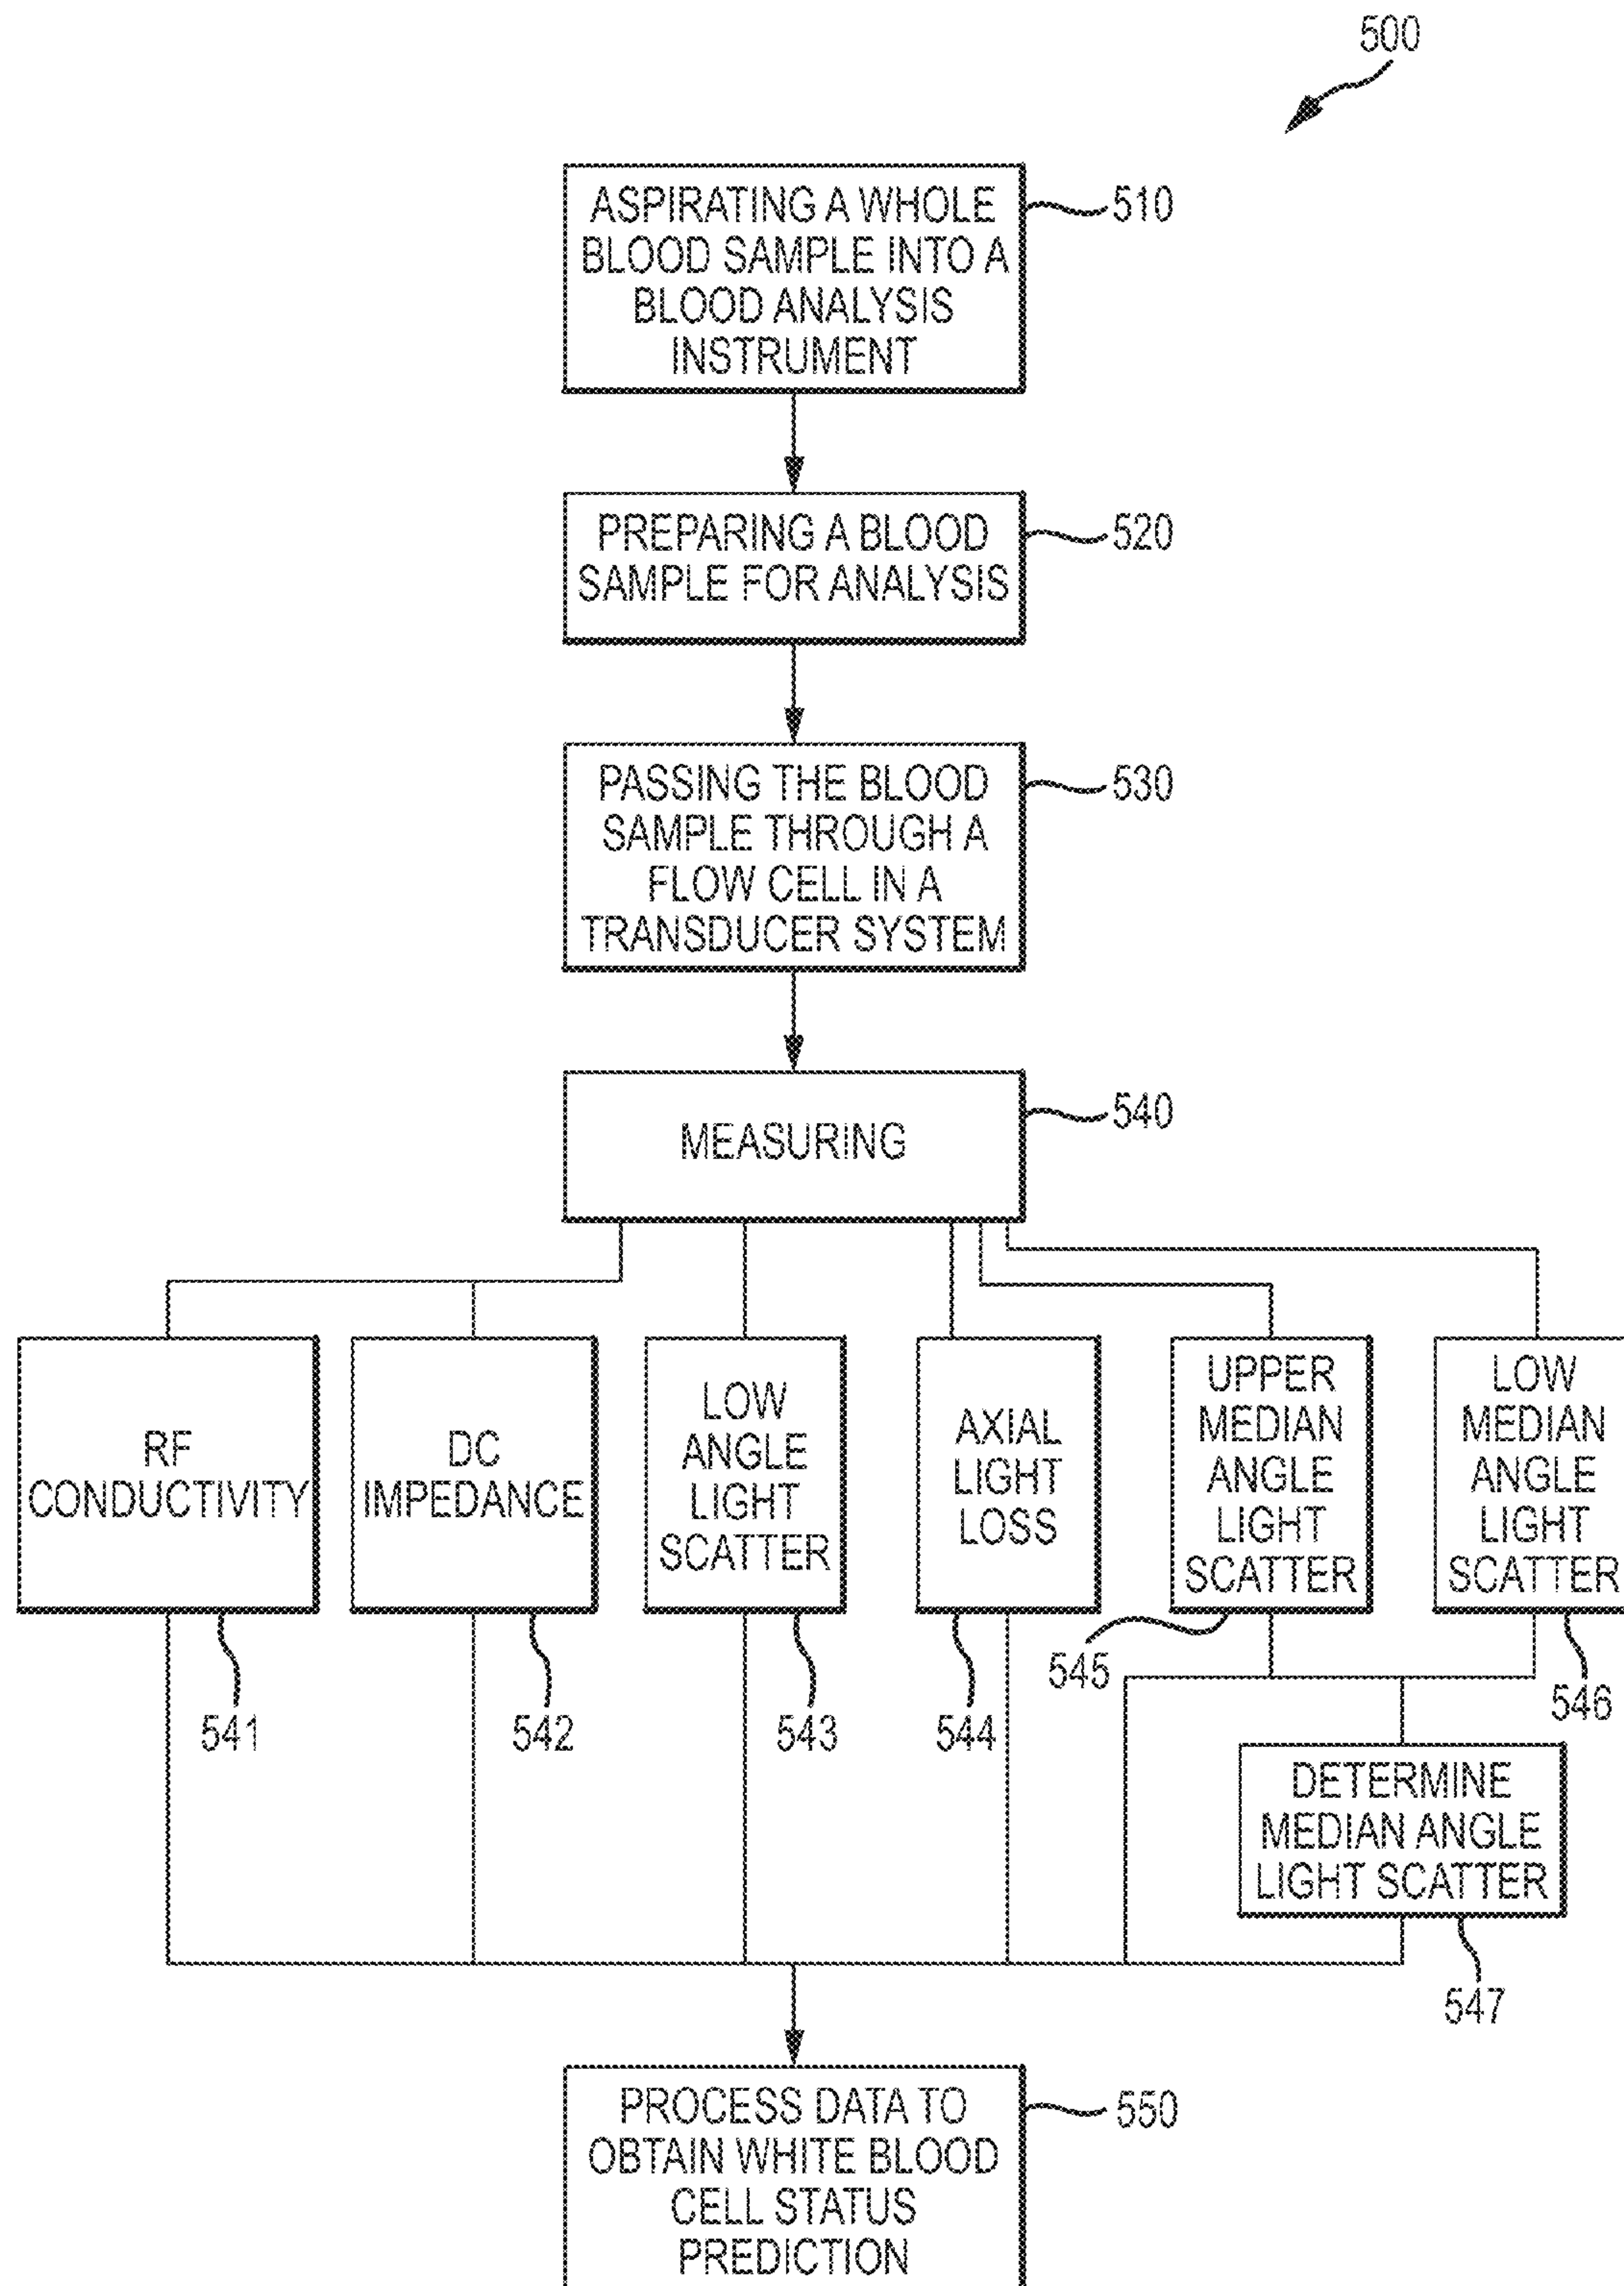 500
ASPIRATING A WHOLE
BLOOD SAMPLE INTO A
BLOOD ANALYSIS
INSTRUMENT
510
PREPARING A BLOOD
SAMPLE FOR ANALYSIS
520
PASSING THE BLOOD
SAMPLE THROUGH A
FLOW CELL IN A
TRANSDUCER SYSTEM
530
MEASURING
540
RF
CONDUCTIVITY
541
DC
IMPEDANCE
542
LOW
ANGLE
LIGHT
SCATTER
543
AXIAL
LIGHT
LOSS
544
UPPER
MEDIAN
ANGLE
LIGHT
SCATTER
545
LOW
MEDIAN
ANGLE
LIGHT
SCATTER
546
DETERMINE
MEDIAN ANGLE
LIGHT SCATTER
547
PROCESS DATA TO
OBTAIN WHITE BLOOD
CELL STATUS
PREDICTION
550